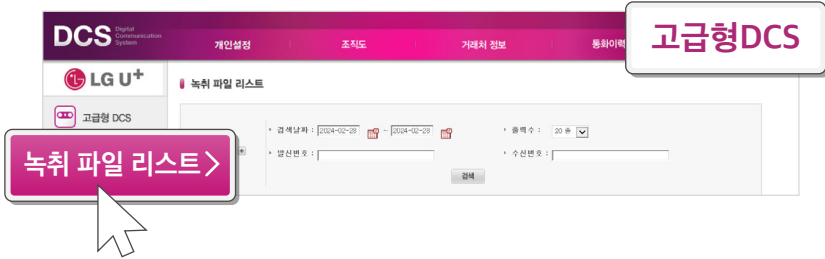 DCS Digital Communication System
고급형DCS
개인설정 조직도 거래처 정보 통화이력
LG U+
녹취 파일 리스트
고급형 DCS
검색날짜 : 2024-02-28 ~ 2024-02-28 출력수 : 20 줄
발신번호 : 수신번호 :
녹취 파일 리스트>
검색